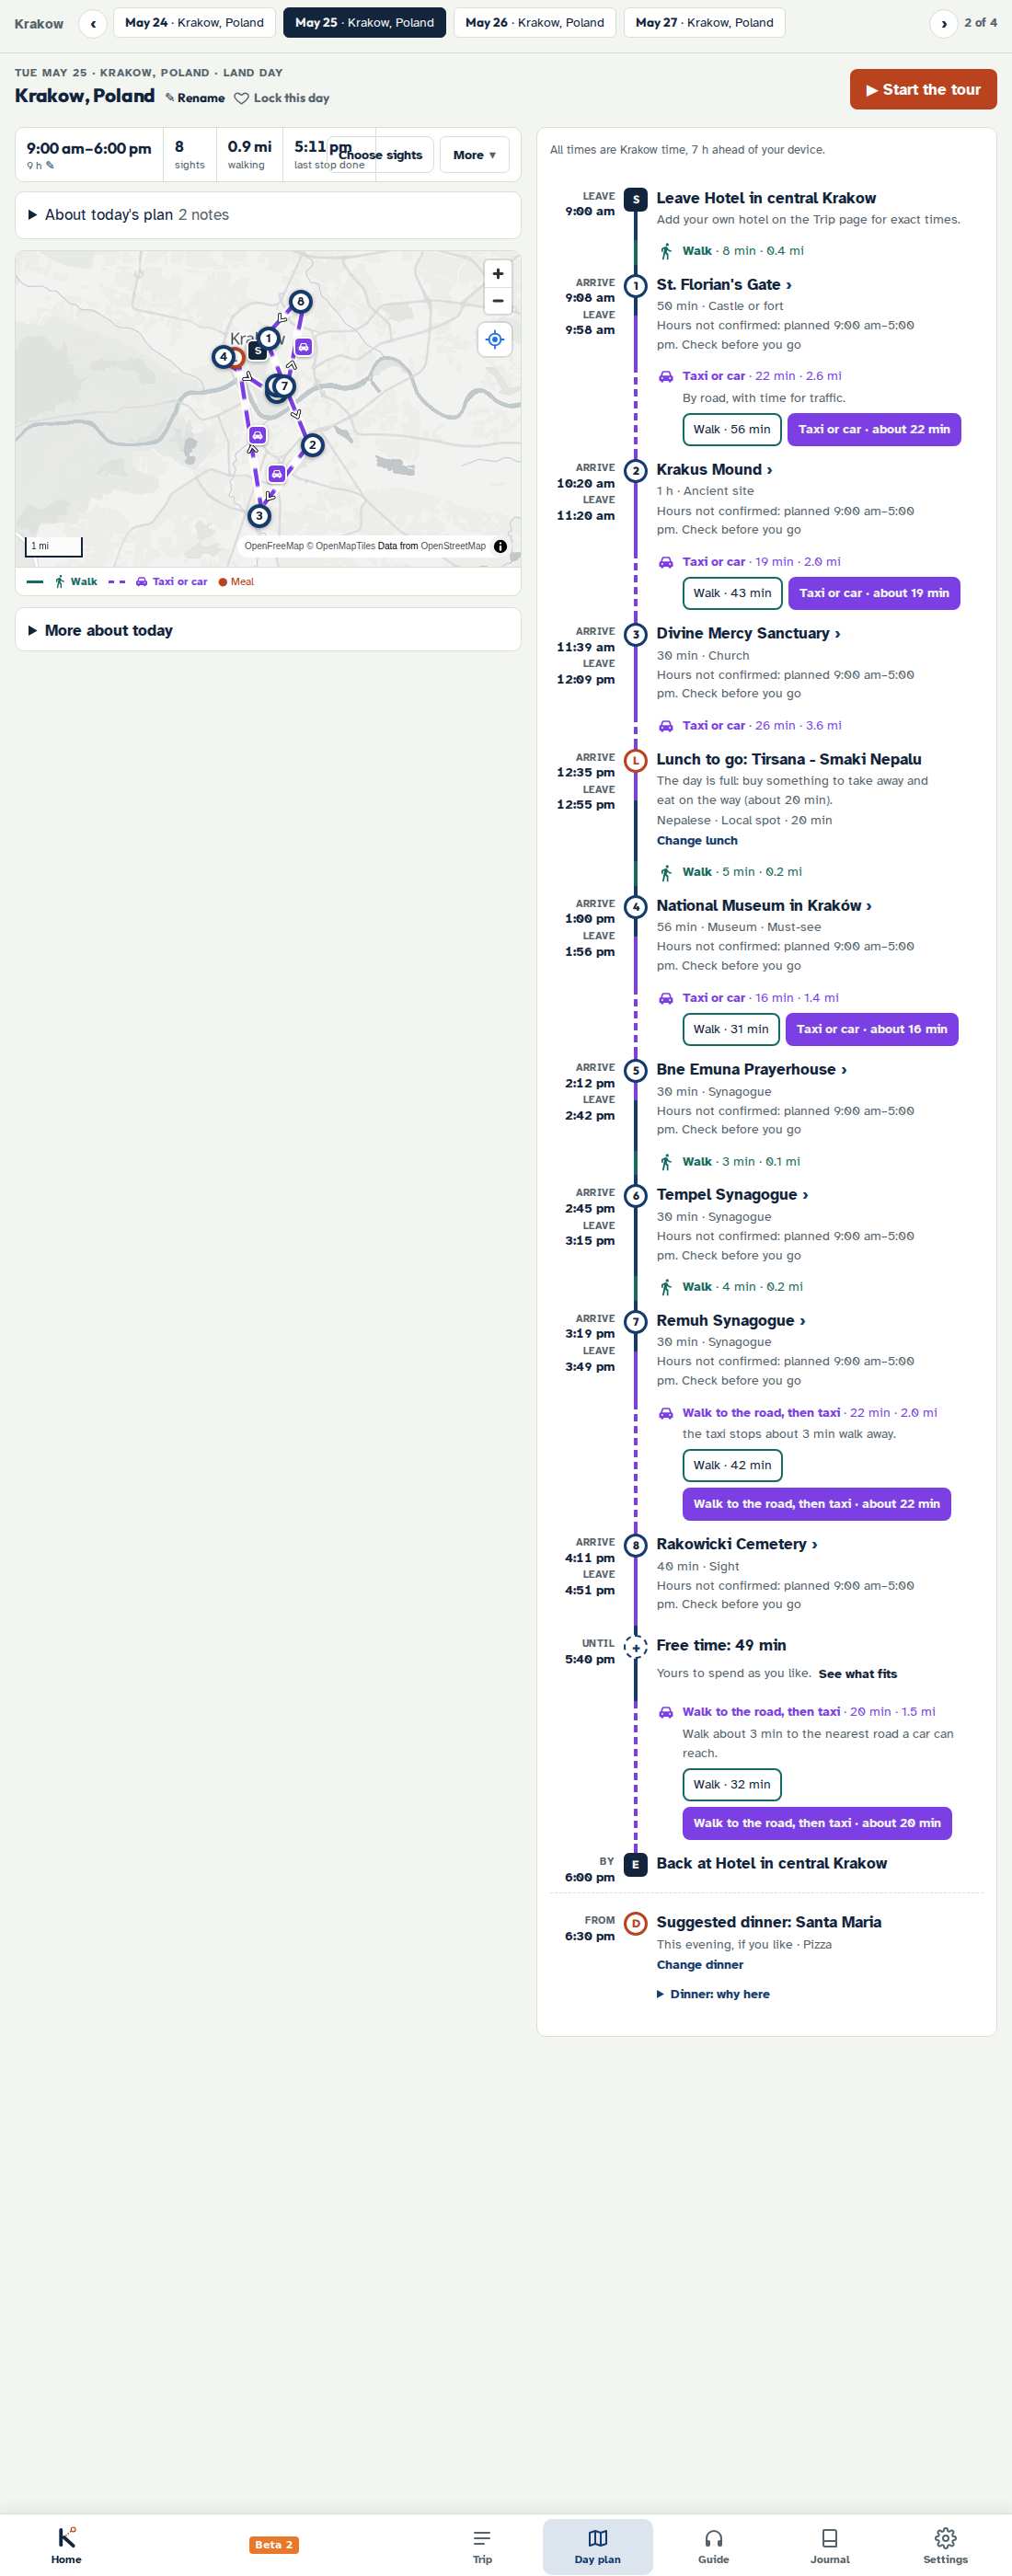 Krakow
‹
May 24 · Krakow, Poland
May 25 · Krakow, Poland
May 26 · Krakow, Poland
May 27 · Krakow, Poland
›
2 of 4
TUE MAY 25 · KRAKOW, POLAND · LAND DAY
Krakow, Poland ✎ Rename ♡ Lock this day
▶ Start the tour
9:00 am–6:00 pm
9 h ✎
8
sights
0.9 mi
walking
5:11 pm
last stop done
Choose sights
More ▾
▶ About today's plan 2 notes
+
−
8
1
S
4
7
2
3
1 mi
OpenFreeMap © OpenMapTiles Data from OpenStreetMap
Walk
Taxi or car
Meal
▶ More about today
All times are Krakow time, 7 h ahead of your device.
LEAVE
9:00 am
S
Leave Hotel in central Krakow
Add your own hotel on the Trip page for exact times.
Walk · 8 min · 0.4 mi
ARRIVE
9:08 am
LEAVE
9:58 am
1
St. Florian's Gate ›
50 min · Castle or fort
Hours not confirmed: planned 9:00 am–5:00
pm. Check before you go
Taxi or car · 22 min · 2.6 mi
By road, with time for traffic.
Walk · 56 min
Taxi or car · about 22 min
ARRIVE
10:20 am
LEAVE
11:20 am
2
Krakus Mound ›
1 h · Ancient site
Hours not confirmed: planned 9:00 am–5:00
pm. Check before you go
Taxi or car · 19 min · 2.0 mi
Walk · 43 min
Taxi or car · about 19 min
ARRIVE
11:39 am
LEAVE
12:09 pm
3
Divine Mercy Sanctuary ›
30 min · Church
Hours not confirmed: planned 9:00 am–5:00
pm. Check before you go
Taxi or car · 26 min · 3.6 mi
ARRIVE
12:35 pm
LEAVE
12:55 pm
L
Lunch to go: Tirsana - Smaki Nepalu
The day is full: buy something to take away and
eat on the way (about 20 min).
Nepalese · Local spot · 20 min
Change lunch
Walk · 5 min · 0.2 mi
ARRIVE
1:00 pm
LEAVE
1:56 pm
4
National Museum in Kraków ›
56 min · Museum · Must-see
Hours not confirmed: planned 9:00 am–5:00
pm. Check before you go
Taxi or car · 16 min · 1.4 mi
Walk · 31 min
Taxi or car · about 16 min
ARRIVE
2:12 pm
LEAVE
2:42 pm
5
Bne Emuna Prayerhouse ›
30 min · Synagogue
Hours not confirmed: planned 9:00 am–5:00
pm. Check before you go
Walk · 3 min · 0.1 mi
ARRIVE
2:45 pm
LEAVE
3:15 pm
6
Tempel Synagogue ›
30 min · Synagogue
Hours not confirmed: planned 9:00 am–5:00
pm. Check before you go
Walk · 4 min · 0.2 mi
ARRIVE
3:19 pm
LEAVE
3:49 pm
7
Remuh Synagogue ›
30 min · Synagogue
Hours not confirmed: planned 9:00 am–5:00
pm. Check before you go
Walk to the road, then taxi · 22 min · 2.0 mi
the taxi stops about 3 min walk away.
Walk · 42 min
Walk to the road, then taxi · about 22 min
ARRIVE
4:11 pm
LEAVE
4:51 pm
8
Rakowicki Cemetery ›
40 min · Sight
Hours not confirmed: planned 9:00 am–5:00
pm. Check before you go
UNTIL
5:40 pm
+
Free time: 49 min
Yours to spend as you like. See what fits
Walk to the road, then taxi · 20 min · 1.5 mi
Walk about 3 min to the nearest road a car can
reach.
Walk · 32 min
Walk to the road, then taxi · about 20 min
BY
6:00 pm
E
Back at Hotel in central Krakow
FROM
6:30 pm
D
Suggested dinner: Santa Maria
This evening, if you like · Pizza
Change dinner
▶ Dinner: why here
Home
Beta 2
Trip
Day plan
Guide
Journal
Settings